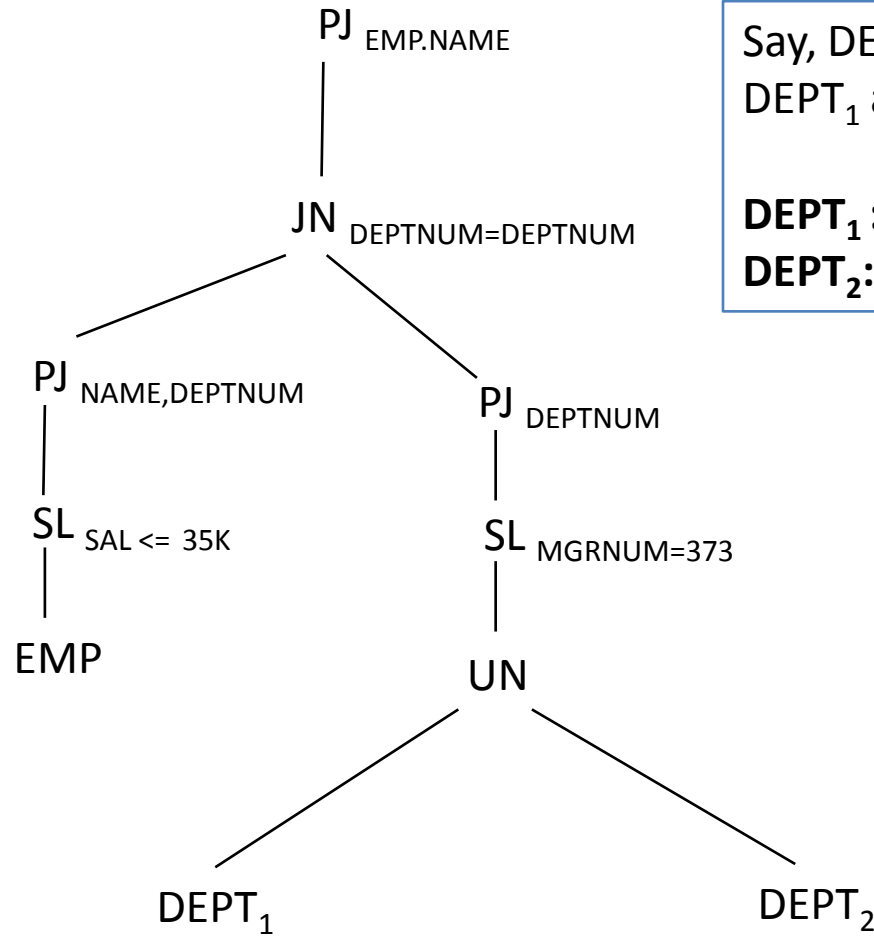 PJ EMP.NAME
Say, DE
DEPT₁ a
JN DEPTNUM=DEPTNUM
DEPT₁ :
DEPT₂:
PJ NAME,DEPTNUM
PJ DEPTNUM
SL SAL <= 35K
SL MGRNUM=373
EMP
UN
DEPT₁
DEPT₂